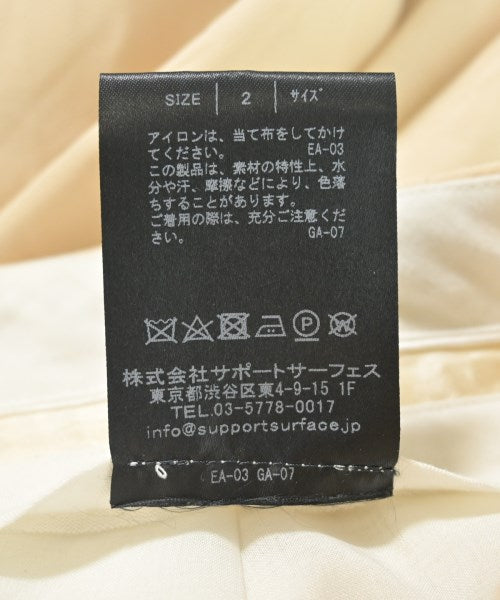 SIZE 2 サイズ
アイロンは、当て布をしてかけ
てください。 EA-03
この製品は、素材の特性上、水
分や汗、摩擦などにより、色落
ちすることがあります。
ご着用の際は、充分ご注意くだ
さい。 GA-07
株式会社サポートサーフェス
東京都渋谷区東4-9-15 1F
TEL.03-5778-0017
info@supportsurface.jp
EA-03 GA-07